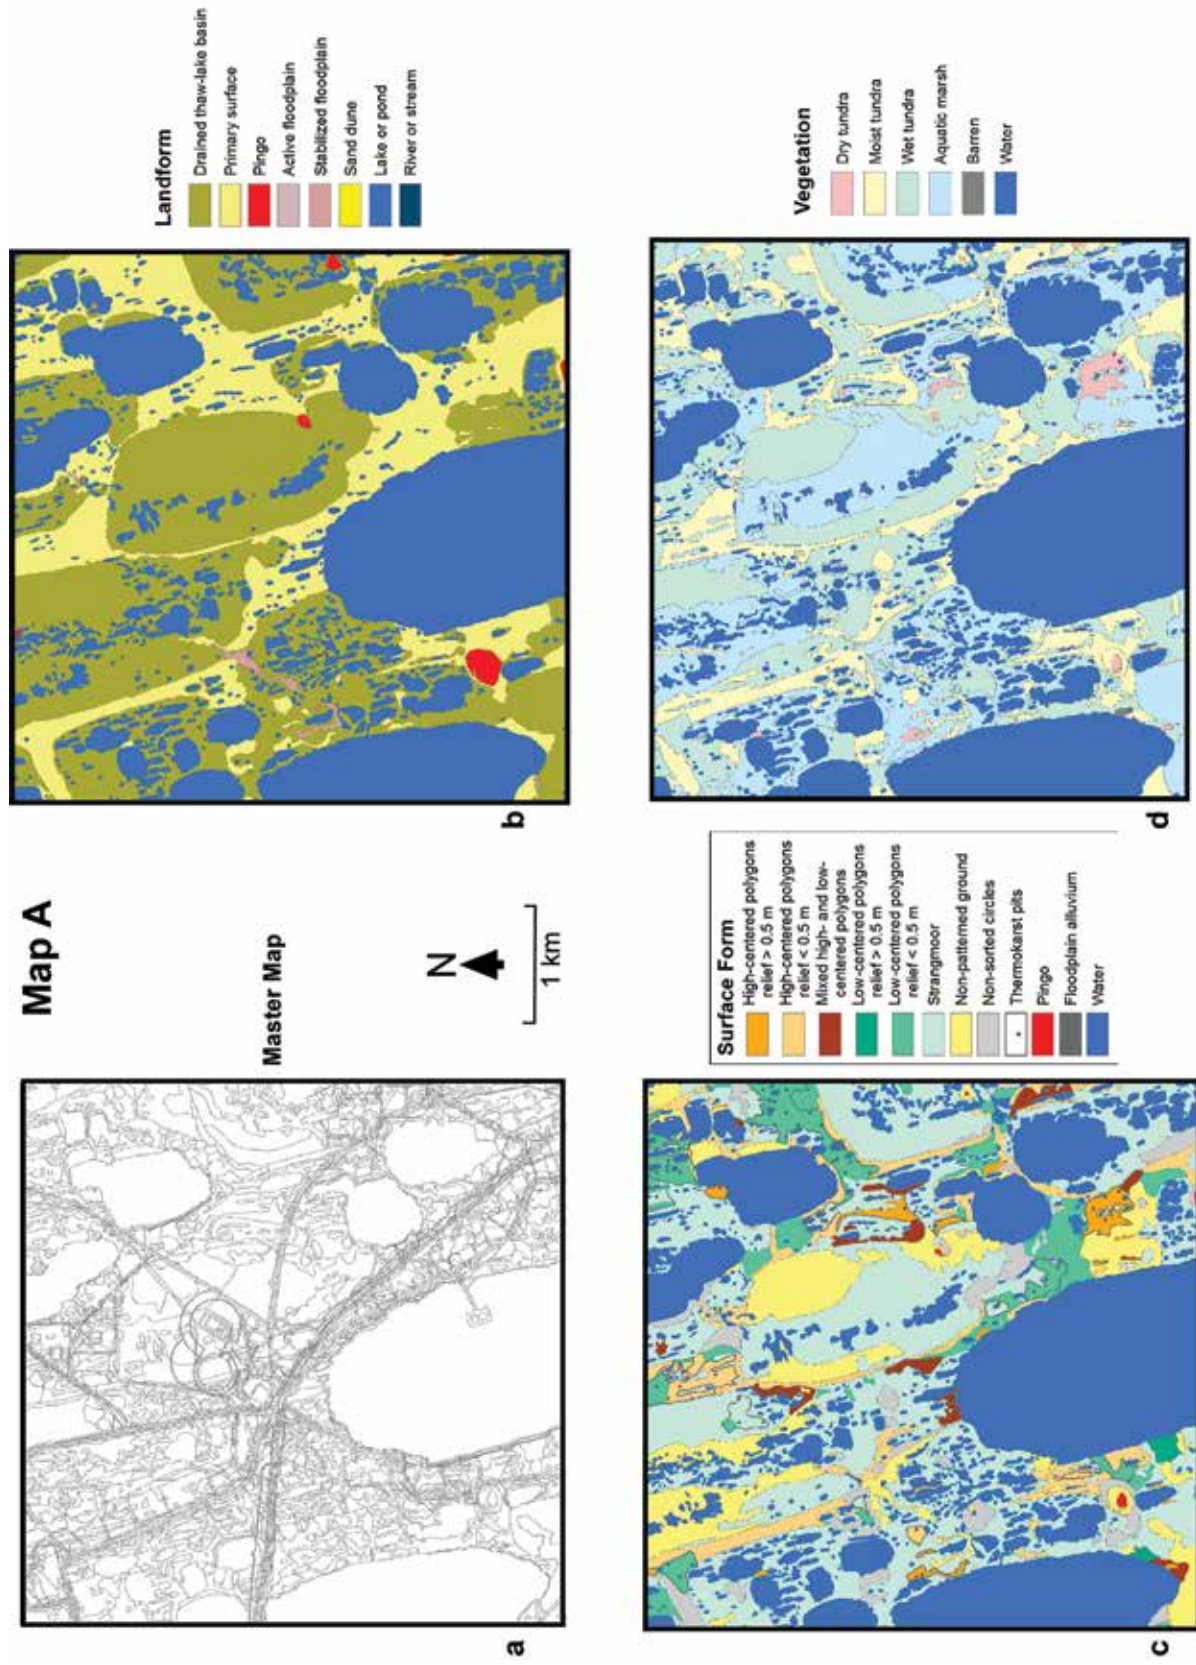 Map A
Master Map
N
1 km
a
Landform
Drained thaw-lake basin
Primary surface
Pingo
Active floodplain
Stabilized floodplain
Sand dune
Lake or pond
River or stream
b
Surface Form
High-centered polygons
relief > 0.5 m
High-centered polygons
relief < 0.5 m
Mixed high- and low-
centered polygons
Low-centered polygons
relief > 0.5 m
Low-centered polygons
relief < 0.5 m
Strangmoor
Non-patterned ground
Non-sorted circles
Thermokarst pits
Pingo
Floodplain alluvium
Water
c
Vegetation
Dry tundra
Moist tundra
Wet tundra
Aquatic marsh
Barren
Water
d